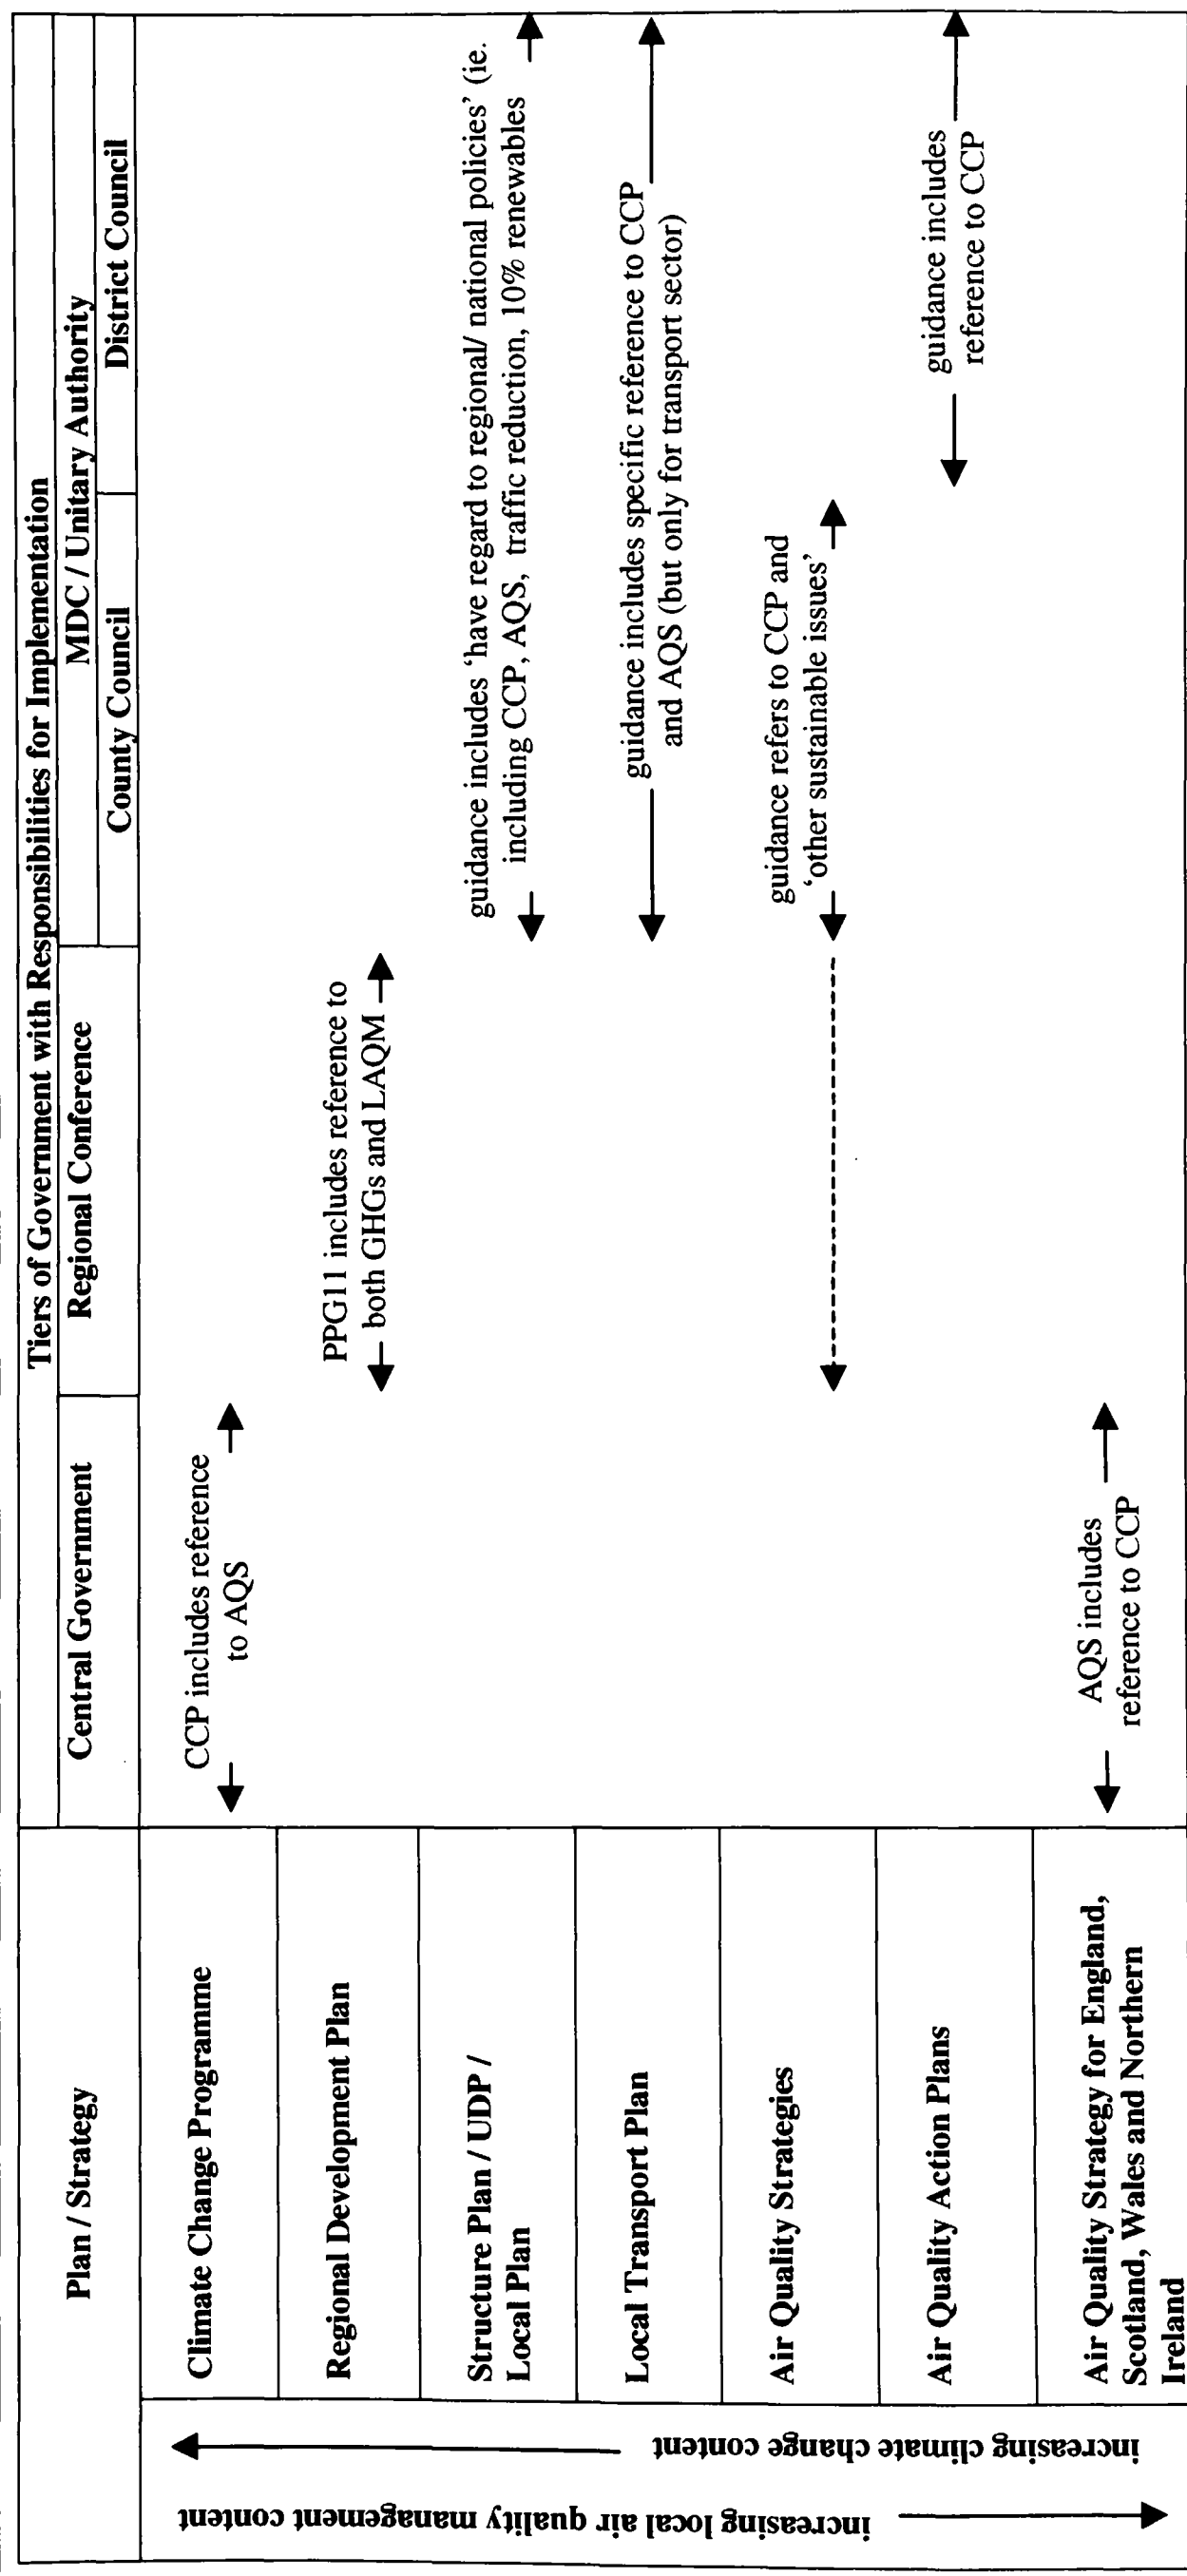 Plan / Strategy
Tiers of Government with Responsibilities for Implementation
Central Government
Regional Conference
MDC / Unitary Authority
County Council
District Council
increasing local air quality management content
increasing climate change content
Climate Change Programme
CCP includes reference
to AQS
Regional Development Plan
PPG11 includes reference to
both GHGs and LAQM
Structure Plan / UDP /
Local Plan
guidance includes ‘have regard to regional/ national policies’ (ie.
including CCP, AQS, traffic reduction, 10% renewables
Local Transport Plan
guidance includes specific reference to CCP
and AQS (but only for transport sector)
Air Quality Strategies
guidance refers to CCP and
‘other sustainable issues’
Air Quality Action Plans
guidance includes
reference to CCP
Air Quality Strategy for England,
Scotland, Wales and Northern
Ireland
AQS includes
reference to CCP